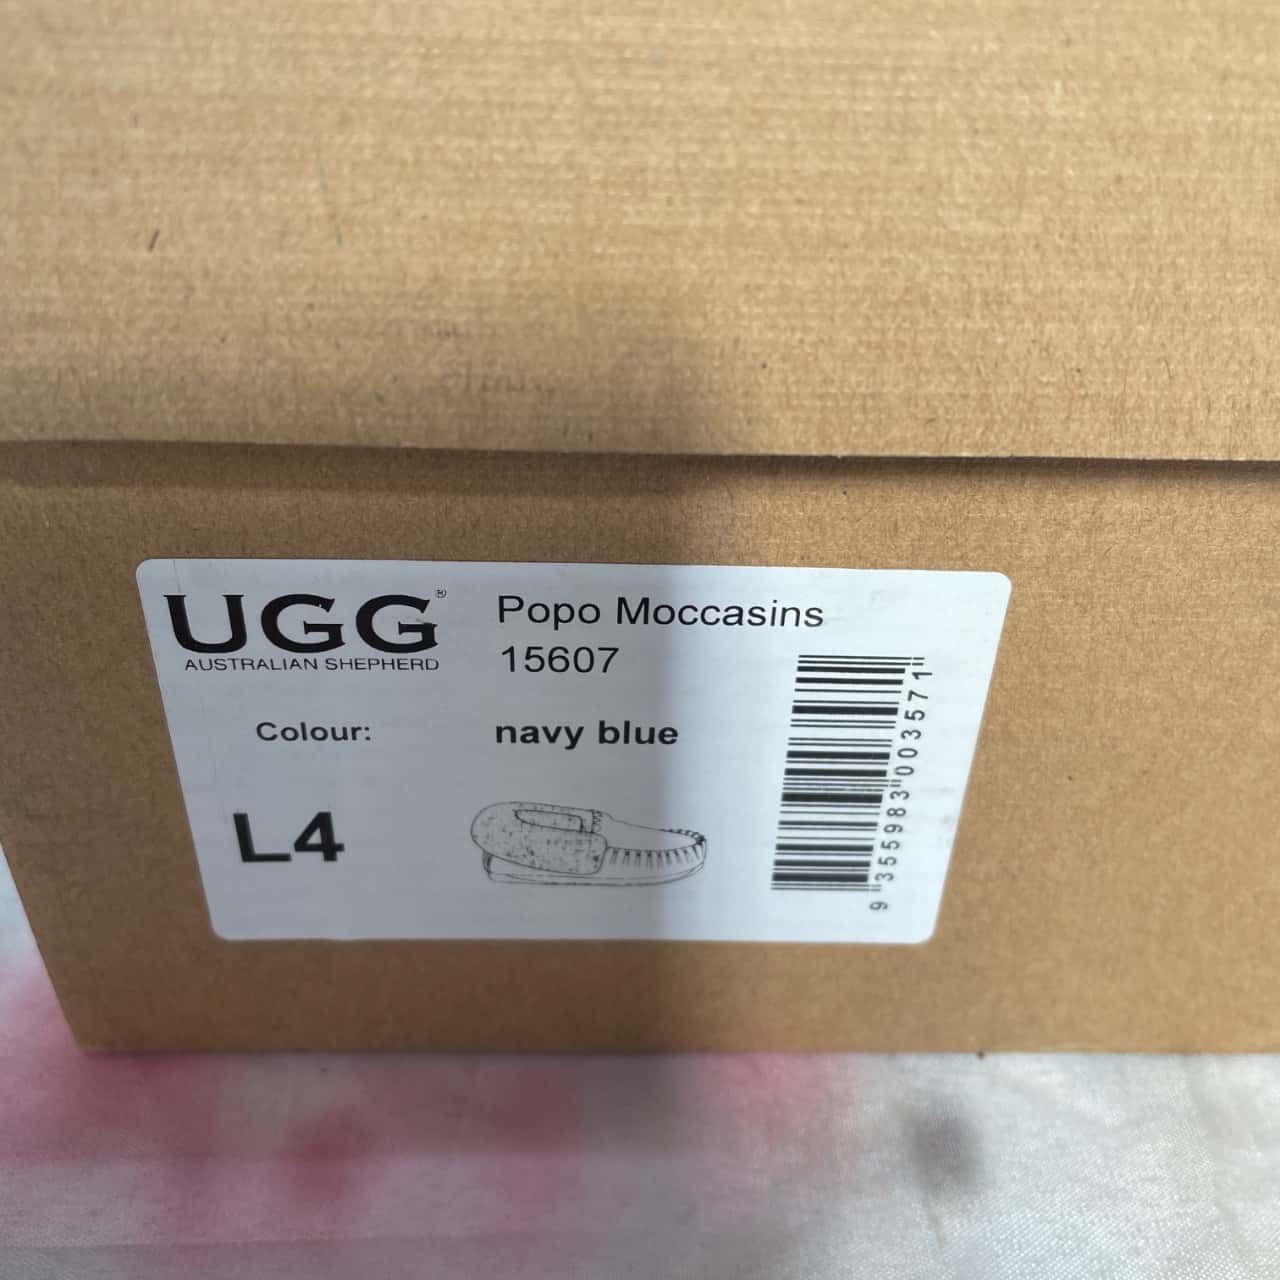 UGG®
AUSTRALIAN SHEPHERD
Popo Moccasins
15607
Colour: navy blue
L4
9 355983 003571